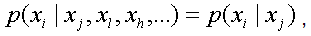 p(x_i | x_j, x_l, x_h, ...) = p(x_i | x_j) ,